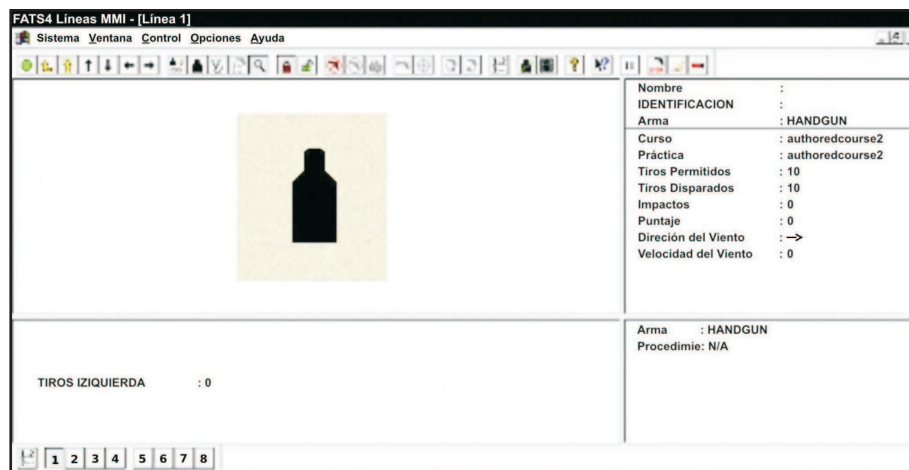 FATS4 Líneas MMI - [Línea 1]
Sistema Ventana Control Opciones Ayuda
Nombre :
IDENTIFICACION :
Arma : HANDGUN
Curso : authoredcourse2
Práctica : authoredcourse2
Tiros Permitidos : 10
Tiros Disparados : 10
Impactos : 0
Puntaje : 0
Direción del Viento : →
Velocidad del Viento : 0
TIROS IZIQUIERDA : 0
Arma : HANDGUN
Procedimie: N/A
1 2 3 4 5 6 7 8